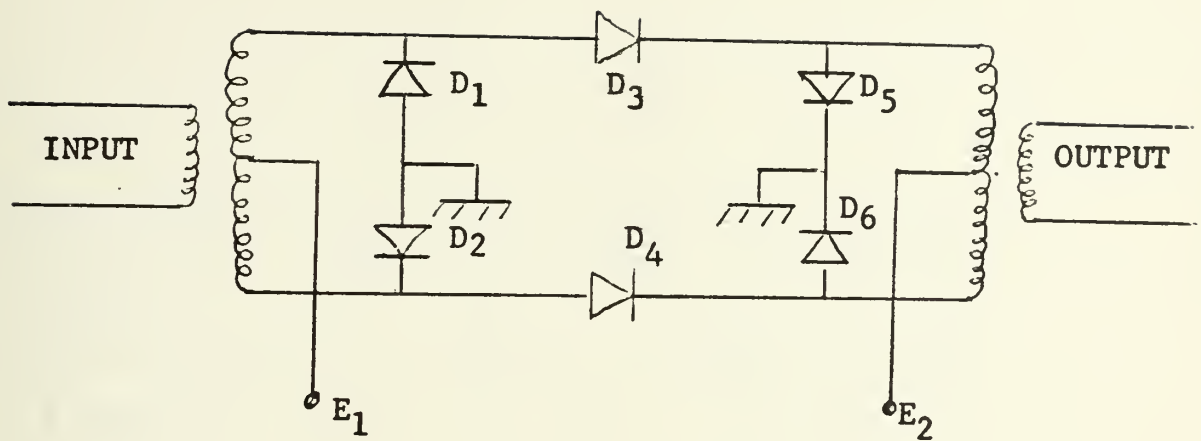 D1
D3
D5
INPUT
OUTPUT
D2
D4
D6
E1
E2